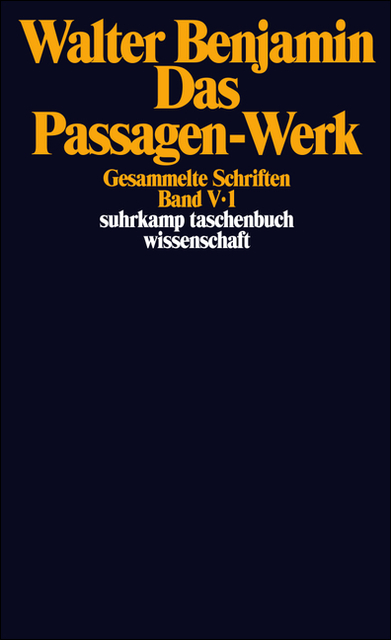 Walter Benjamin
Das
Passagen-Werk
Gesammelte Schriften
Band V·1
suhrkamp taschenbuch
wissenschaft